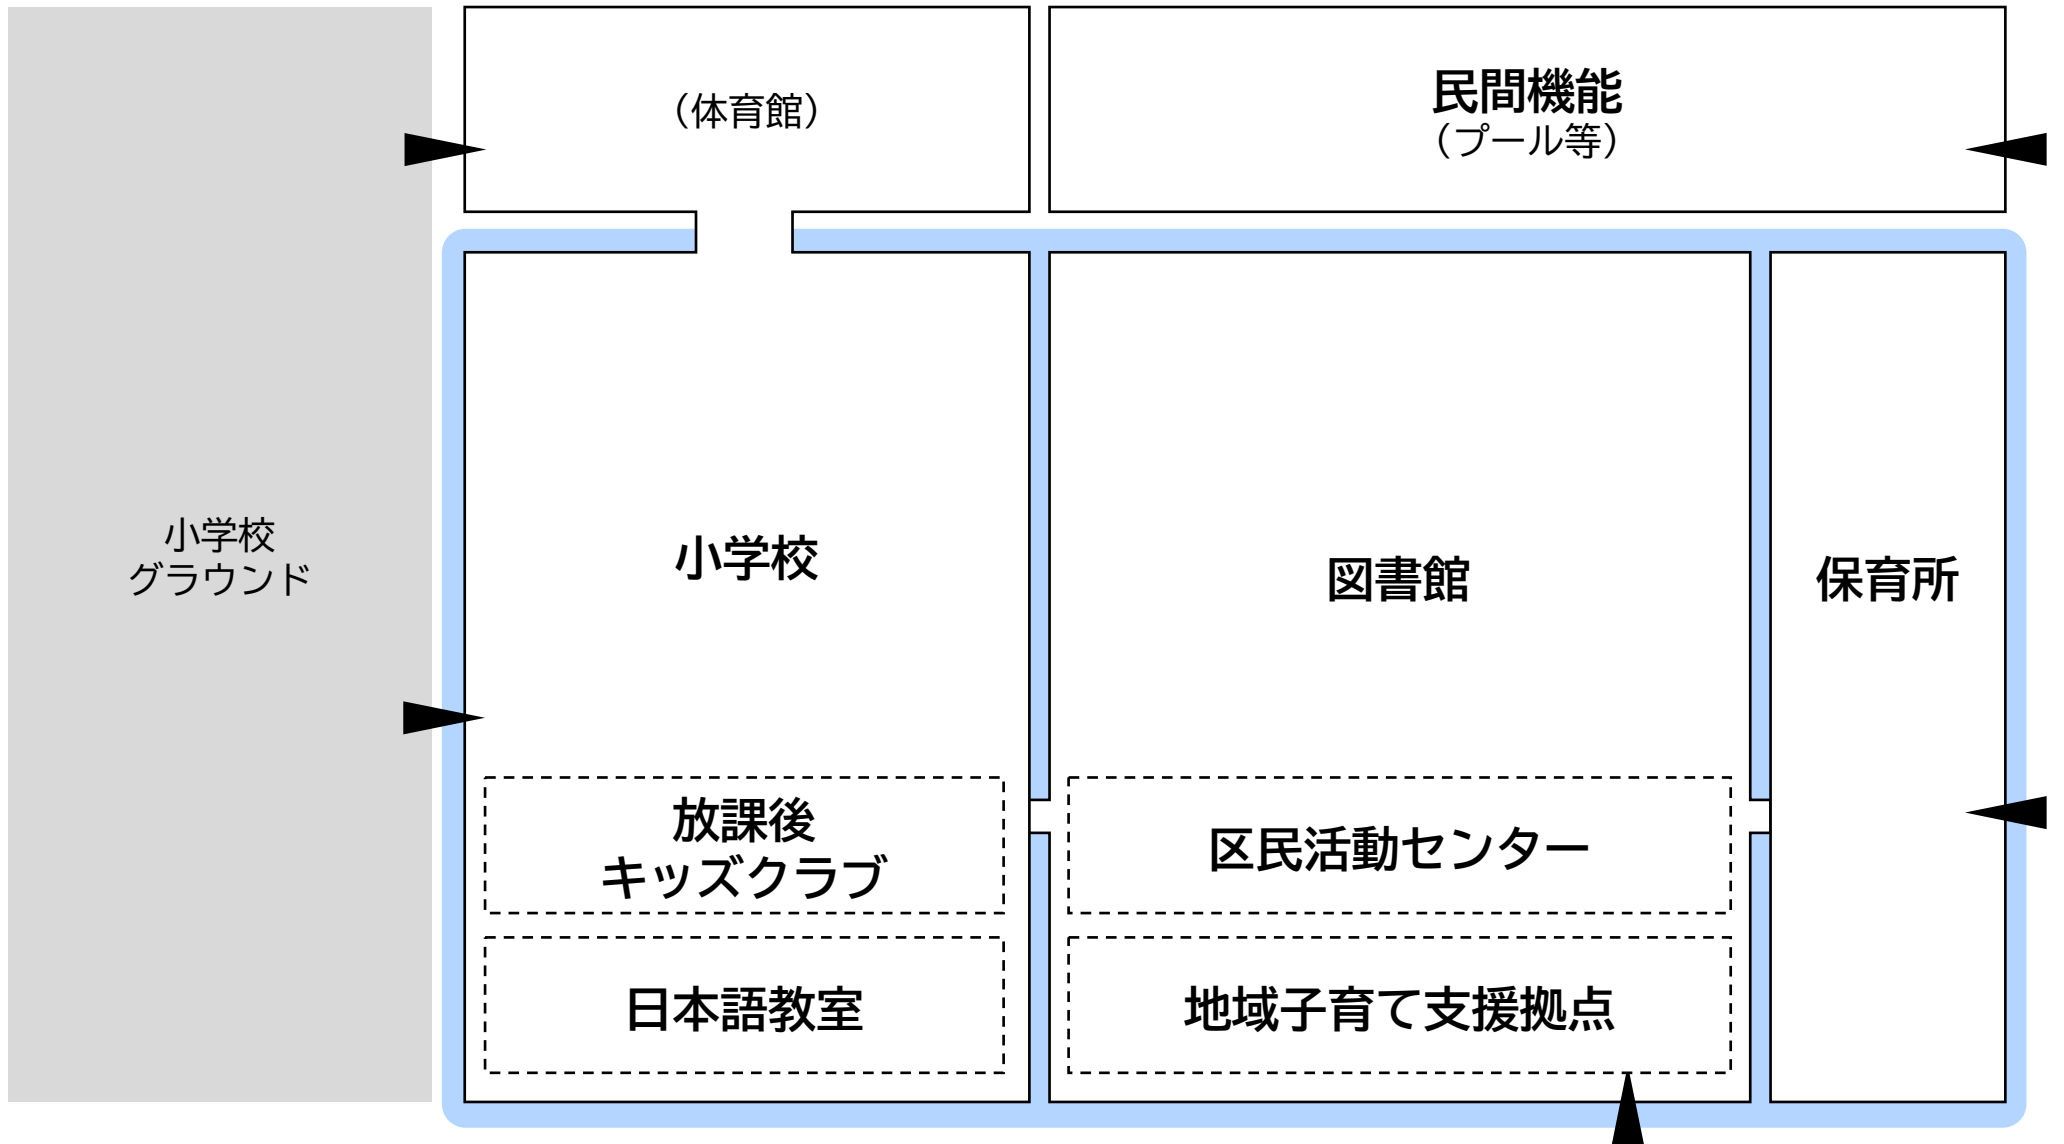 （体育館）
民間機能
（プール等）
小学校
グラウンド
小学校
図書館
保育所
放課後
キッズクラブ
区民活動センター
日本語教室
地域子育て支援拠点